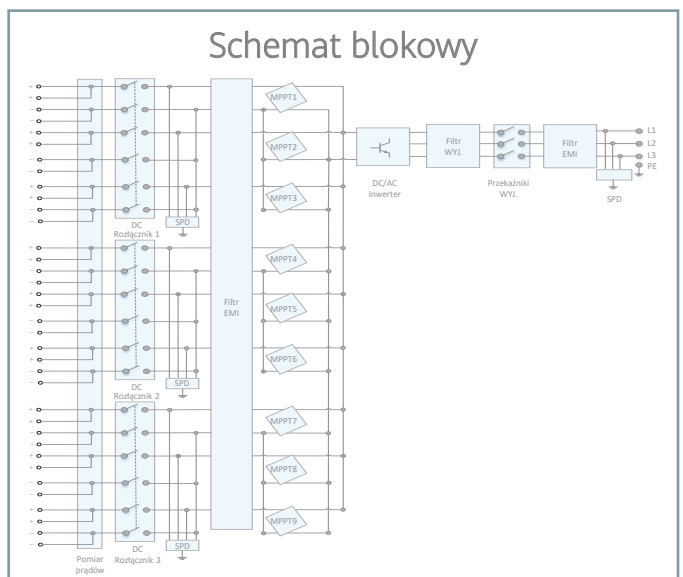 Schemat blokowy
MPPT1
MPPT2
MPPT3
SPD
DC
Rozłącznik 1
MPPT4
MPPT5
MPPT6
SPD
DC
Rozłącznik 2
MPPT7
MPPT8
MPPT9
SPD
DC
Rozłącznik 3
Pomiar
prądów
Filtr
EMI
DC/AC
Inwerter
Filtr
WYJ.
Przekaźniki
WYJ.
Filtr
EMI
L1
L2
L3
PE
SPD